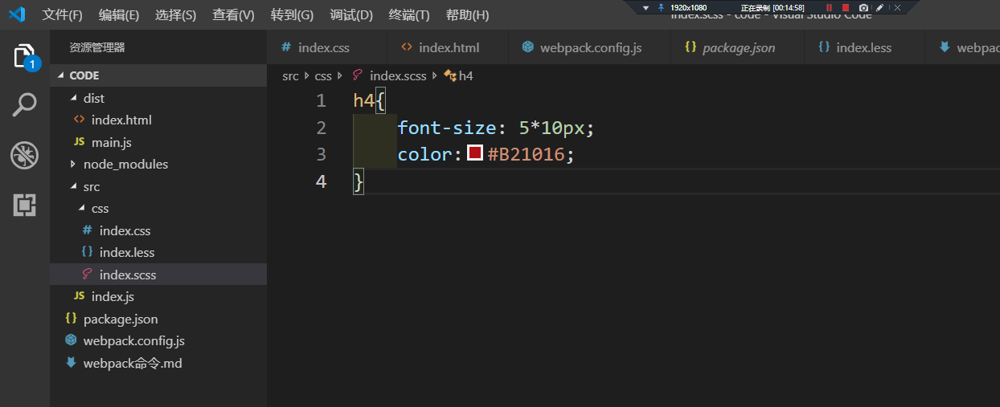 文件(F) 编辑(E) 选择(S) 查看(V) 转到(G) 调试(D) 终端(T) 帮助(H)
1920x1080 正在录制 [00:14:58]
index.scss - code - Visual Studio Code
1
资源管理器
CODE
dist
index.html
JS main.js
node_modules
src
css
# index.css
{} index.less
index.scss
JS index.js
{} package.json
webpack.config.js
webpack命令.md
# index.css <> index.html webpack.config.js {} package.json {} index.less webpac
src css index.scss h4
1 h4{
2 font-size: 5*10px;
3 color: #B21016;
4 }